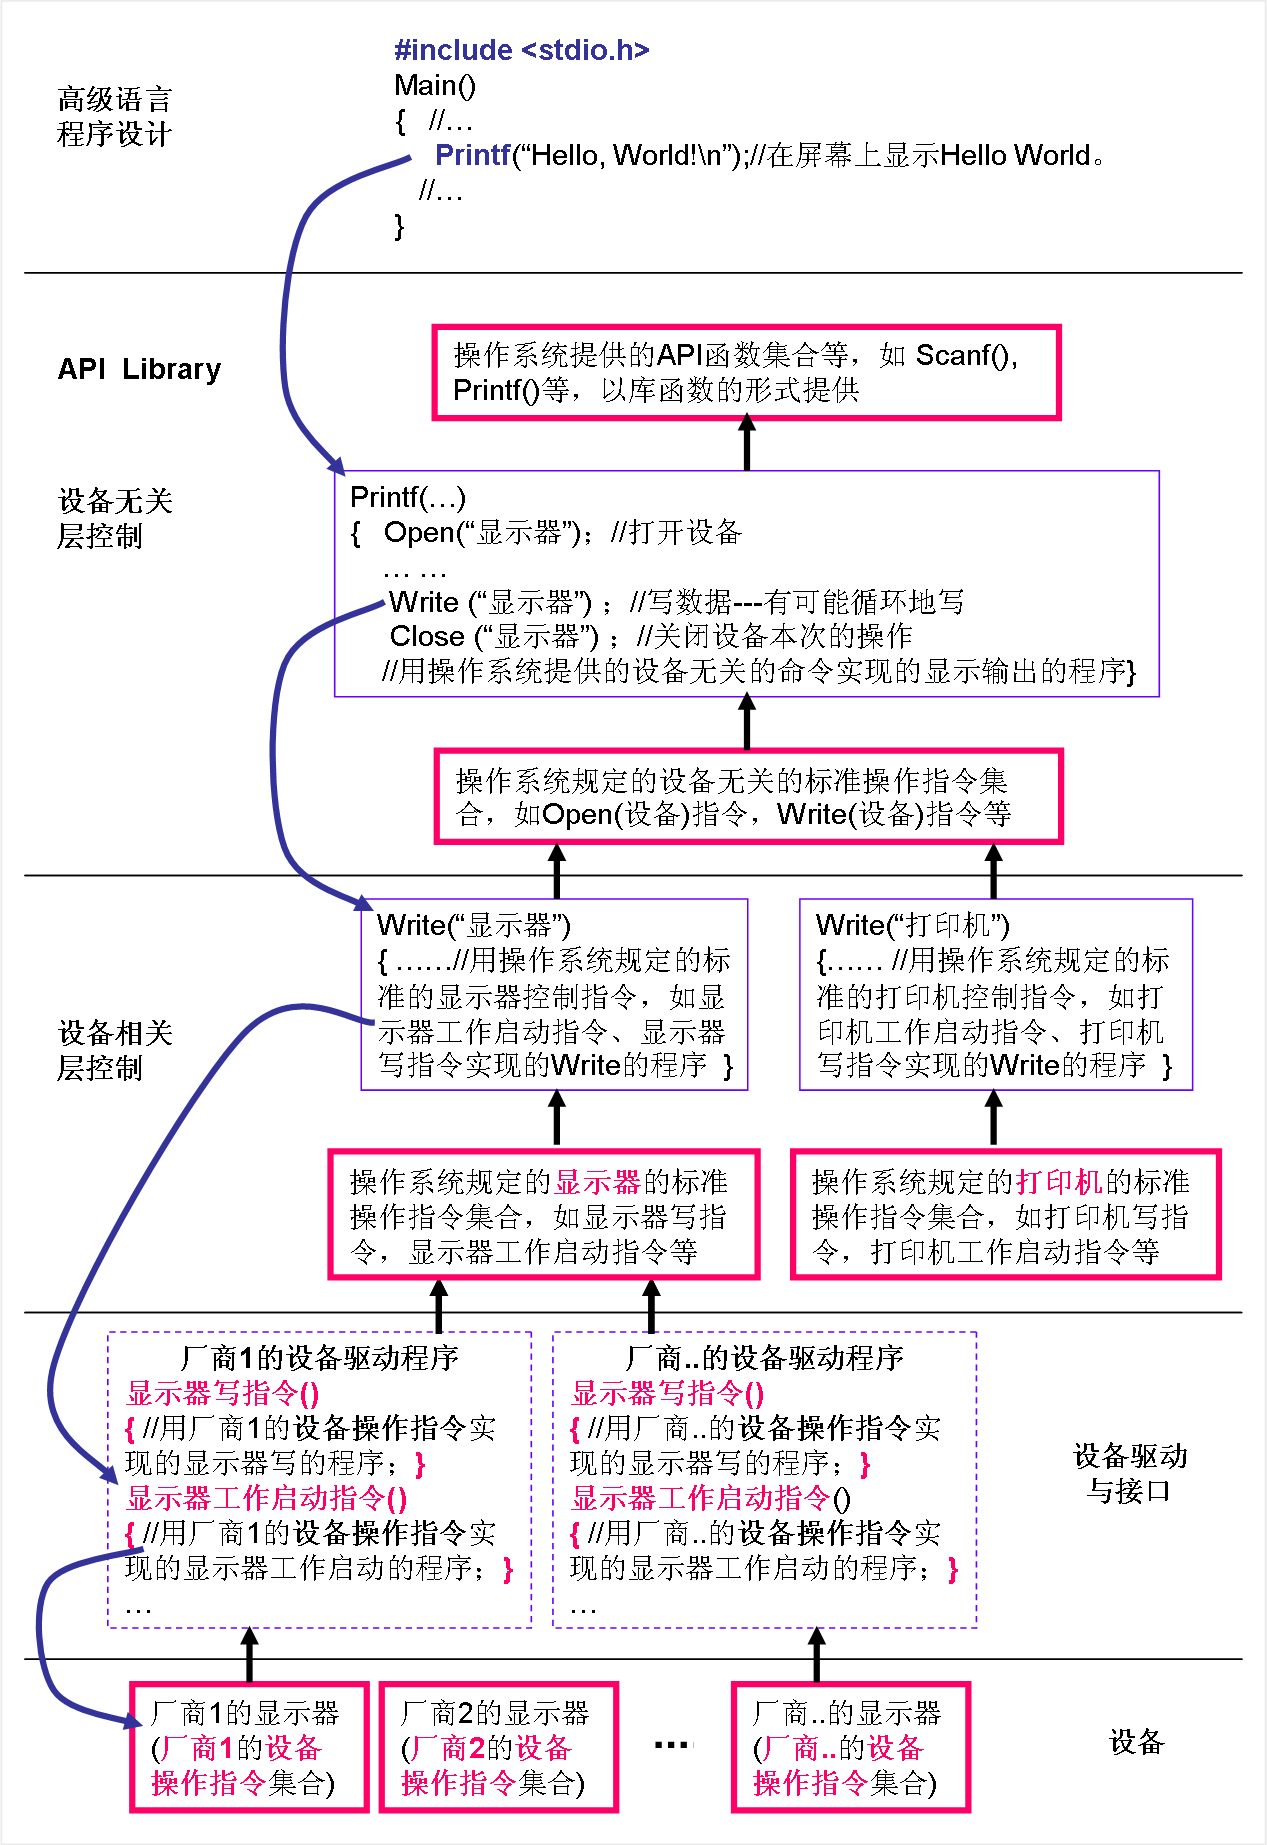 #include <stdio.h>
Main()
{   //…
Printf(“Hello, World!\n”);//在屏幕上显示Hello World。
//…
}
高级语言
程序设计
API  Library
操作系统提供的API函数集合等，如 Scanf(),
Printf()等，以库函数的形式提供
设备无关
层控制
Printf(…)
{   Open(“显示器”)；//打开设备
… …
Write (“显示器”) ；//写数据---有可能循环地写
Close (“显示器”) ；//关闭设备本次的操作
//用操作系统提供的设备无关的命令实现的显示输出的程序}
操作系统规定的设备无关的标准操作指令集
合，如Open(设备)指令，Write(设备)指令等
设备相关
层控制
Write(“显示器”)
{ ……//用操作系统规定的标
准的显示器控制指令，如显
示器工作启动指令、显示器
写指令实现的Write的程序  }
Write(“打印机”)
{…… //用操作系统规定的标
准的打印机控制指令，如打
印机工作启动指令、打印机
写指令实现的Write的程序  }
操作系统规定的显示器的标准
操作指令集合，如显示器写指
令，显示器工作启动指令等
操作系统规定的打印机的标准
操作指令集合，如打印机写指
令，打印机工作启动指令等
厂商1的设备驱动程序
显示器写指令()
{ //用厂商1的设备操作指令实
现的显示器写的程序；}
显示器工作启动指令()
{ //用厂商1的设备操作指令实
现的显示器工作启动的程序；}
…
厂商..的设备驱动程序
显示器写指令()
{ //用厂商..的设备操作指令实
现的显示器写的程序；}
显示器工作启动指令()
{ //用厂商..的设备操作指令实
现的显示器工作启动的程序；}
…
设备驱动
与接口
厂商1的显示器
(厂商1的设备
操作指令集合)
厂商2的显示器
(厂商2的设备
操作指令集合)
…
厂商..的显示器
(厂商..的设备
操作指令集合)
设备